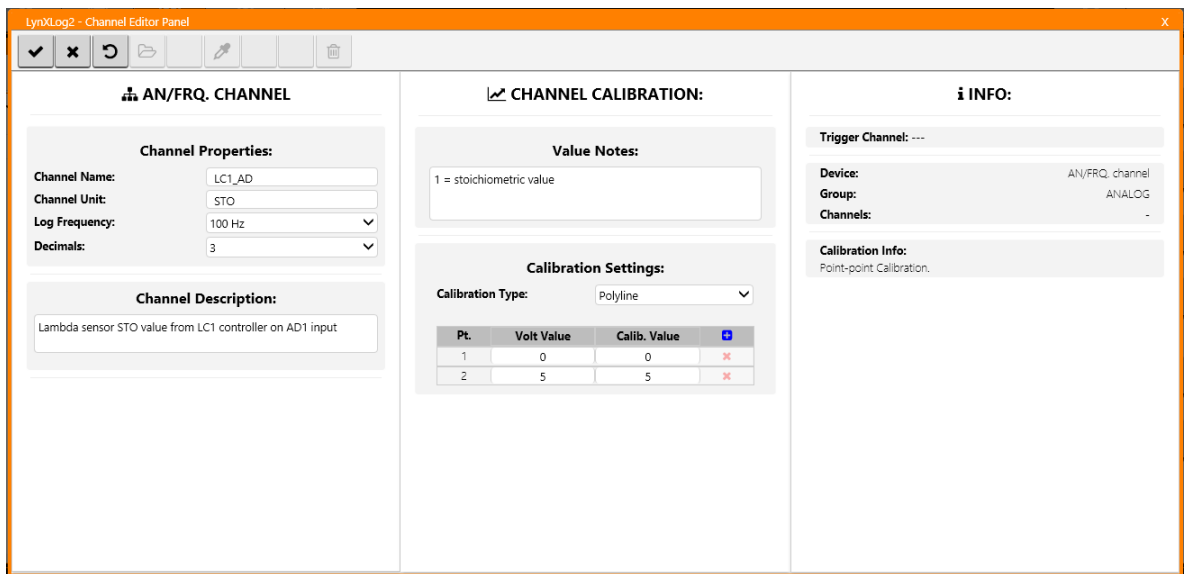 LynXLog2 - Channel Editor Panel
X
AN/FRQ. CHANNEL
Channel Properties:
Channel Name: LC1_AD
Channel Unit: STO
Log Frequency: 100 Hz
Decimals: 3
Channel Description:
Lambda sensor STO value from LC1 controller on AD1 input
CHANNEL CALIBRATION:
Value Notes:
1 = stoichiometric value
Calibration Settings:
Calibration Type: Polyline
Pt. Volt Value Calib. Value
1 0 0
2 5 5
INFO:
Trigger Channel: ---
Device: AN/FRQ. channel
Group: ANALOG
Channels: -
Calibration Info:
Point-point Calibration.